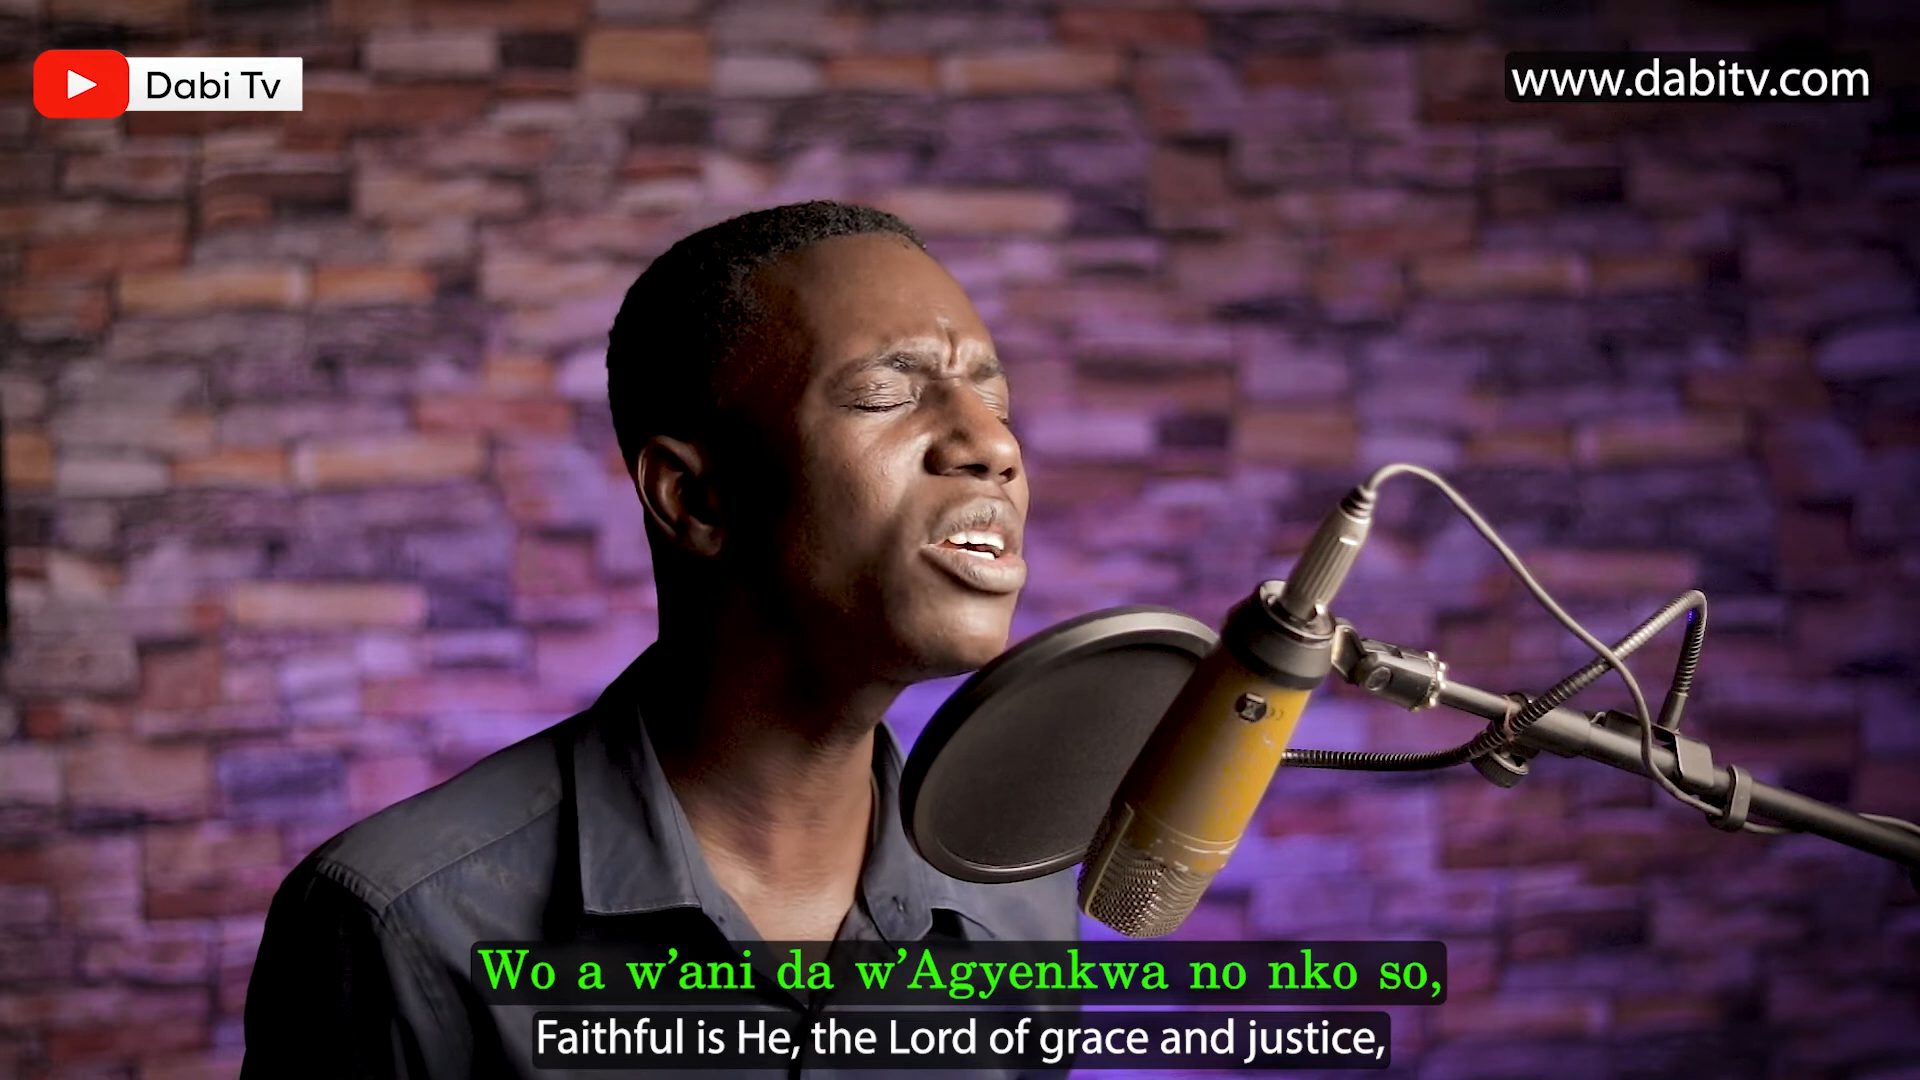 Dabi Tv
www.dabitv.com
Wo a w’ani da w’Agyenkwa no nko so,
Faithful is He, the Lord of grace and justice,